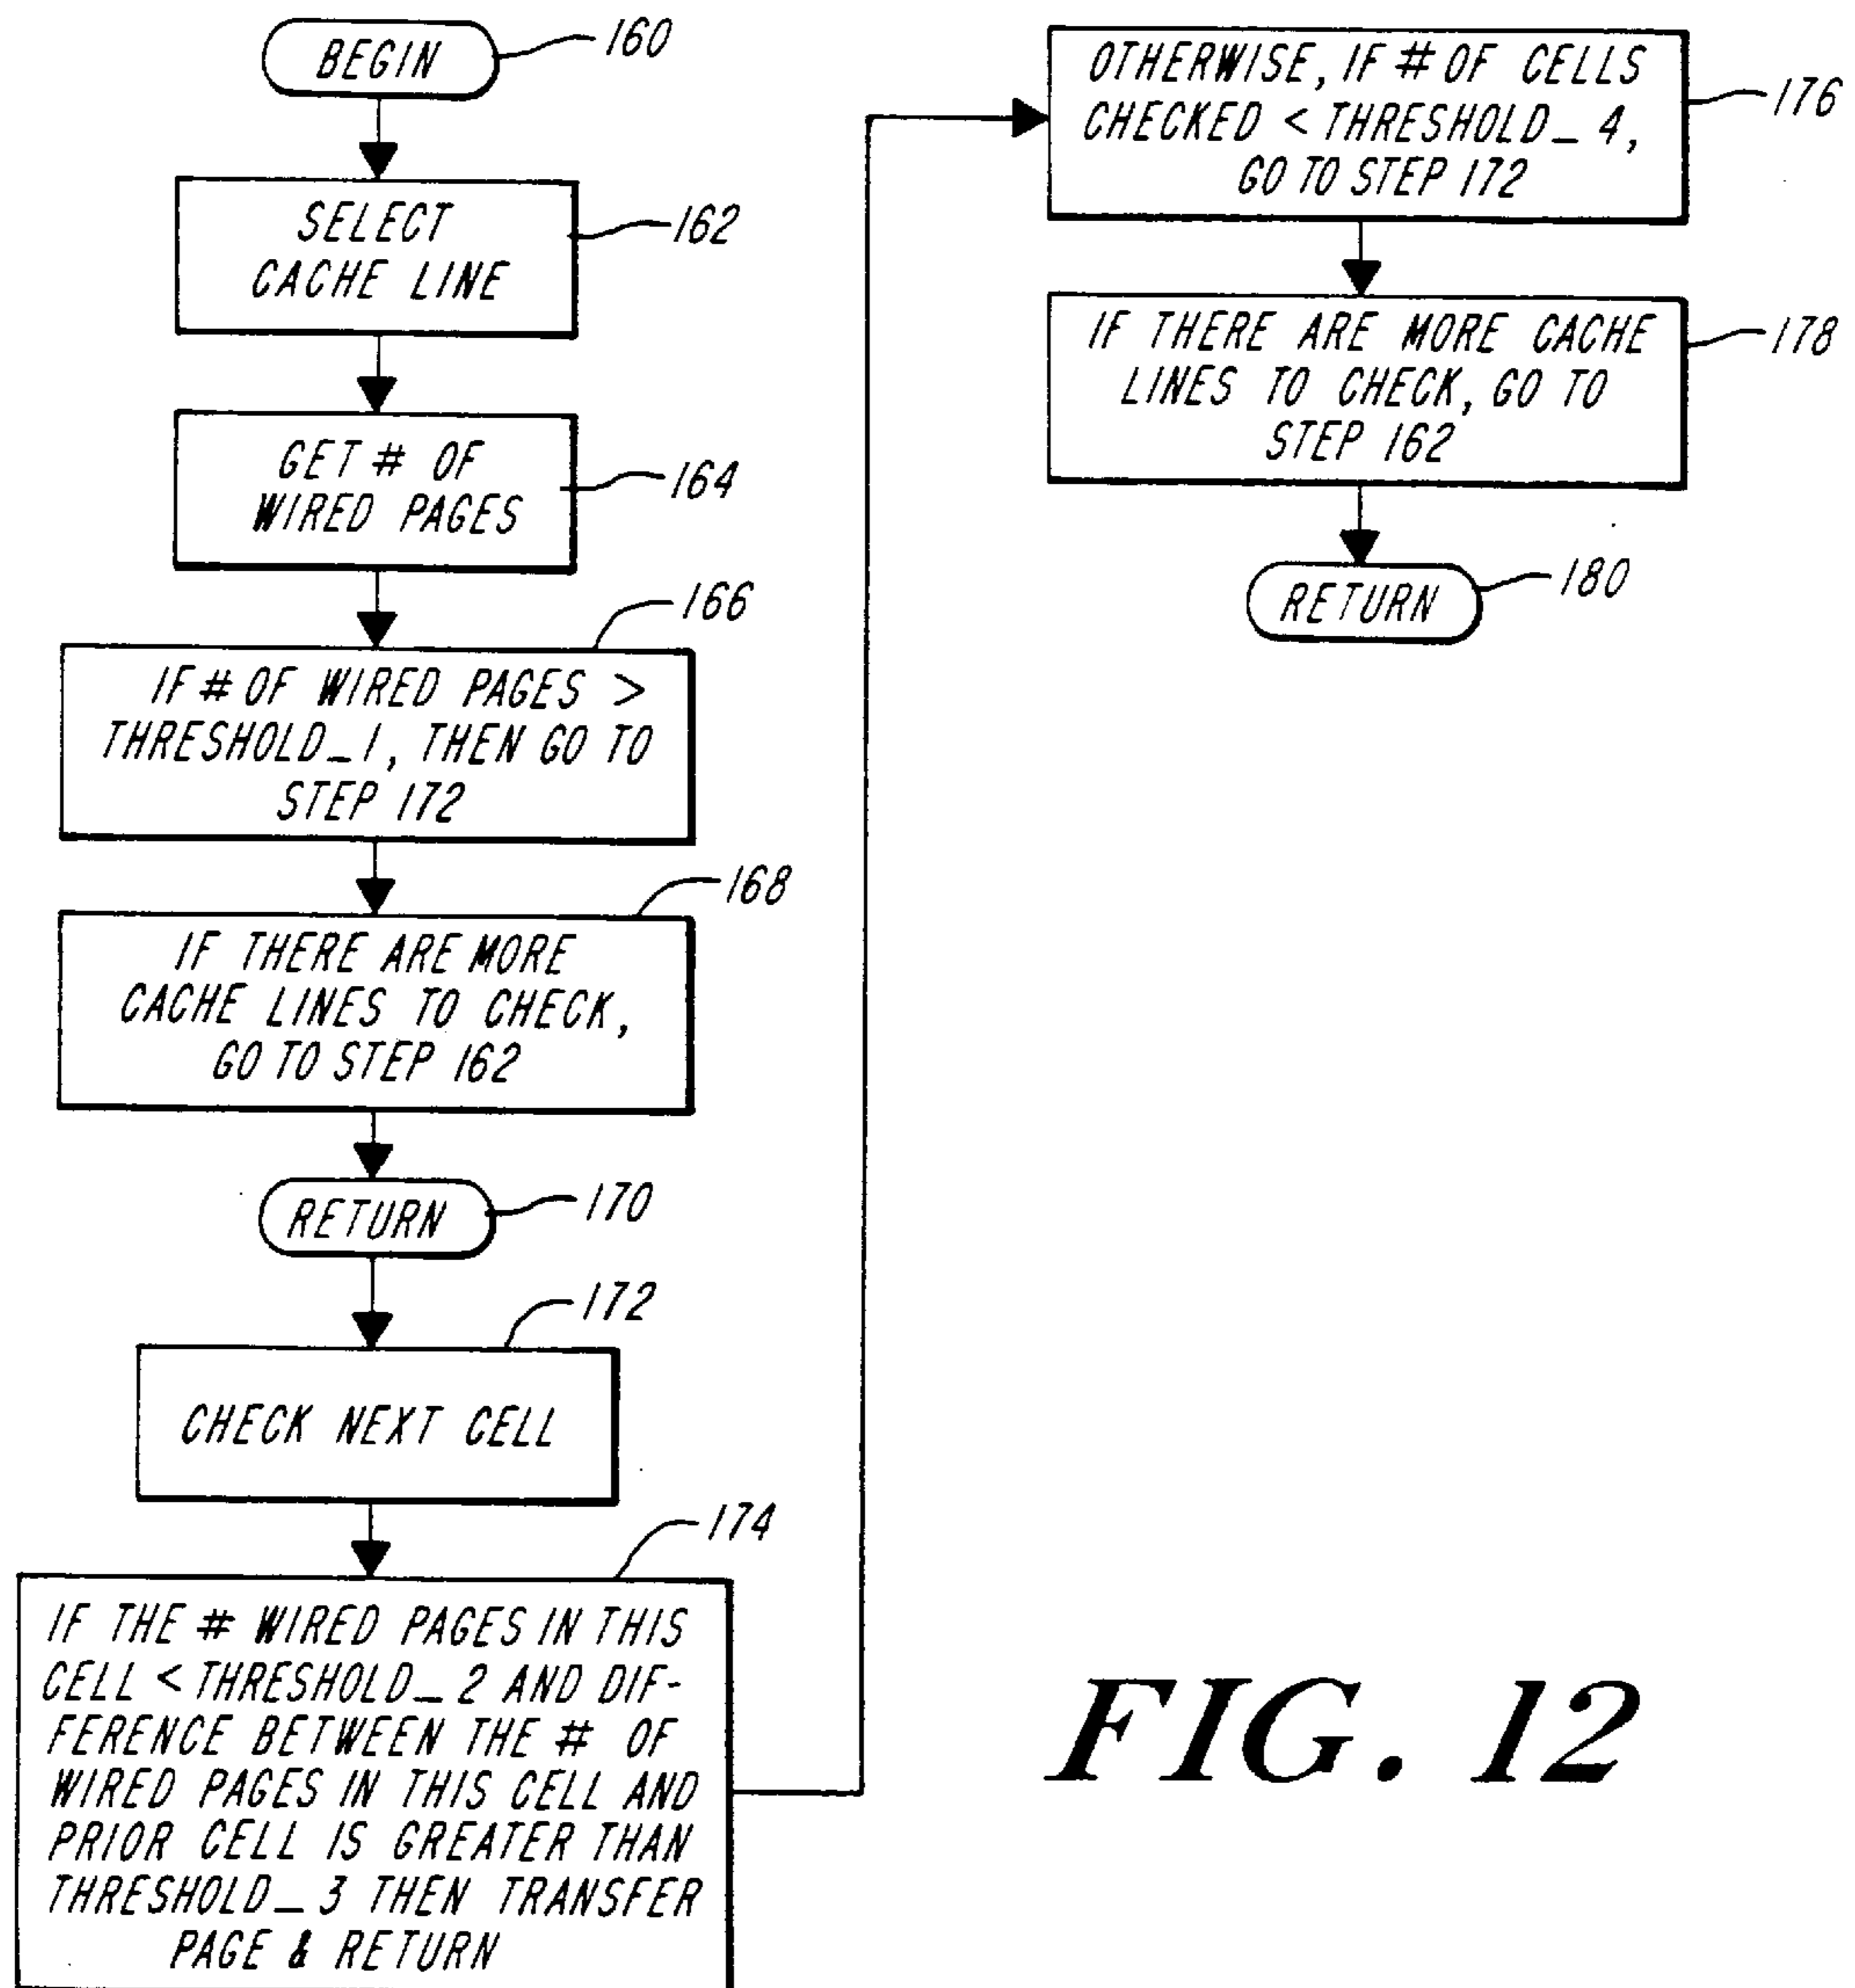 BEGIN
160
SELECT
CACHE LINE
162
GET # OF
WIRED PAGES
164
166
IF # OF WIRED PAGES >
THRESHOLD_1, THEN GO TO
STEP 172
168
IF THERE ARE MORE
CACHE LINES TO CHECK,
GO TO STEP 162
RETURN
170
172
CHECK NEXT CELL
174
IF THE # WIRED PAGES IN THIS
CELL < THRESHOLD_2 AND DIF-
FERENCE BETWEEN THE # OF
WIRED PAGES IN THIS CELL AND
PRIOR CELL IS GREATER THAN
THRESHOLD_3 THEN TRANSFER
PAGE & RETURN
OTHERWISE, IF # OF CELLS
CHECKED < THRESHOLD_4,
GO TO STEP 172
176
IF THERE ARE MORE CACHE
LINES TO CHECK, GO TO
STEP 162
178
RETURN
180
FIG. 12